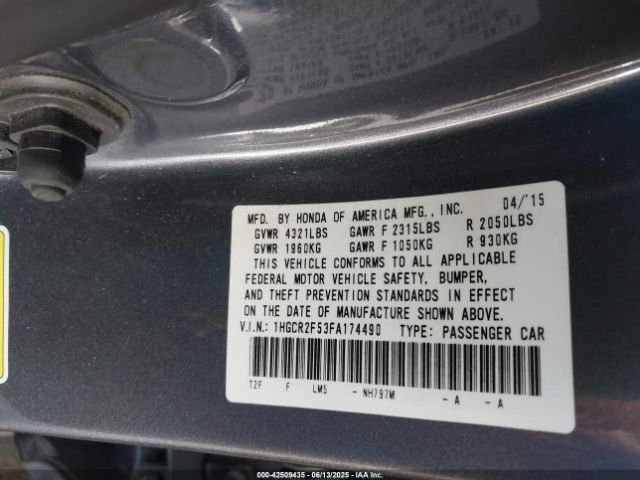 MFD. BY HONDA OF AMERICA MFG., INC. 04/'15
GVWR 4321LBS GAWR F 2315LBS R 2050LBS
GVWR 1960KG GAWR F 1050KG R 930KG
THIS VEHICLE CONFORMS TO ALL APPLICABLE
FEDERAL MOTOR VEHICLE SAFETY, BUMPER,
AND THEFT PREVENTION STANDARDS IN EFFECT
ON THE DATE OF MANUFACTURE SHOWN ABOVE.
V.I.N.: 1HGCR2F53FA174490 TYPE: PASSENGER CAR
T2F F LM5 - NH797M - A - A
000-42509435 - 06/13/2025 - IAA Inc.